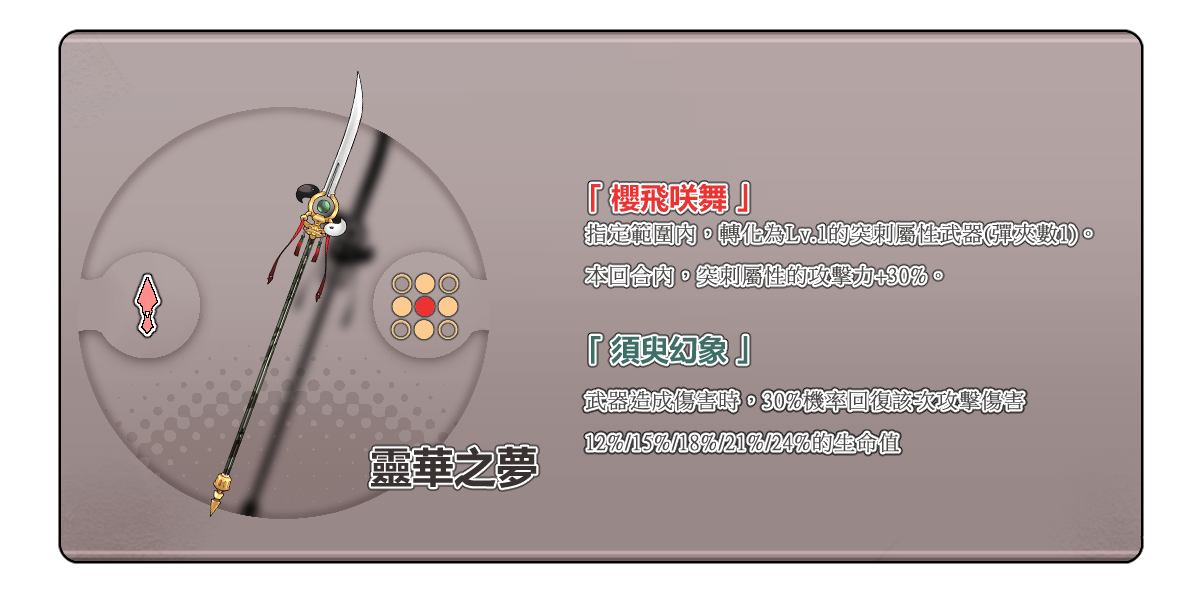 「 櫻飛咲舞 」
指定範圍內，轉化為Lv.1的突刺屬性武器(彈夾數1)。
本回合內，突刺屬性的攻擊力+30%。
「 須臾幻象 」
武器造成傷害時，30%機率回復該次攻擊傷害
12%/15%/18%/21%/24%的生命值
靈華之夢